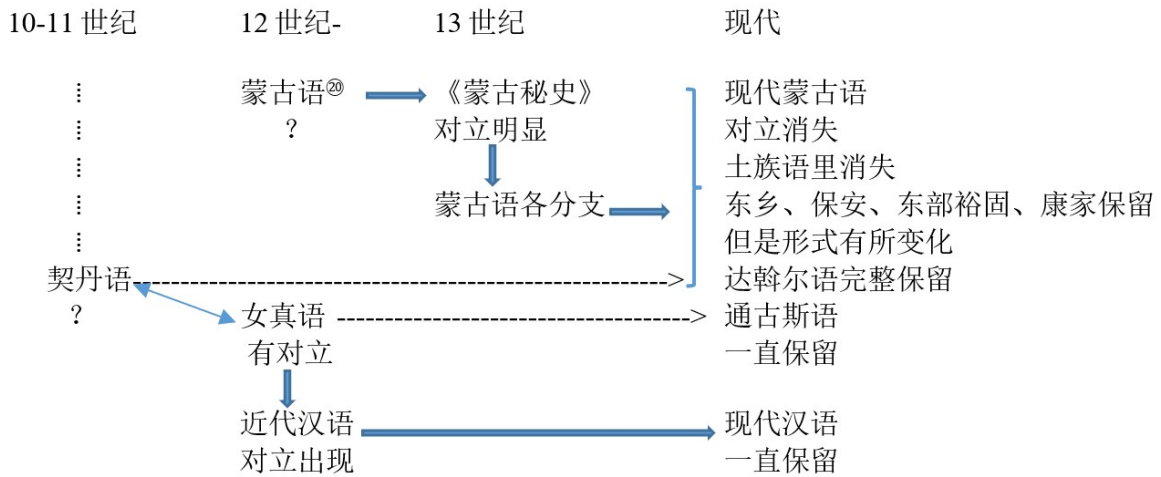 10-11 世纪 12 世纪- 13 世纪 现代
蒙古语⑳ 《蒙古秘史》 现代蒙古语
? 对立明显 对立消失
土族语里消失
蒙古语各分支 东乡、保安、东部裕固、康家保留
但是形式有所变化
契丹语 达斡尔语完整保留
? 女真语 通古斯语
有对立 一直保留
近代汉语 现代汉语
对立出现 一直保留